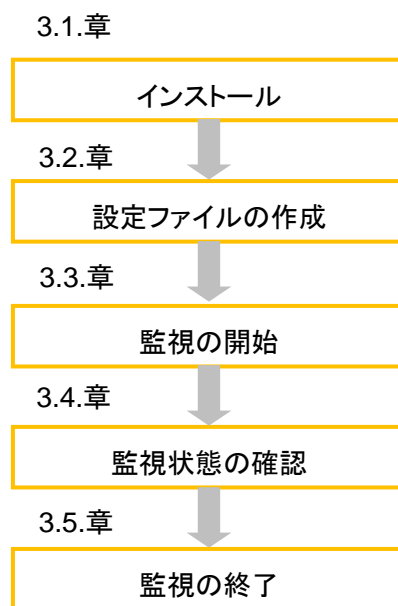 3.1.章
インストール
3.2.章
設定ファイルの作成
3.3.章
監視の開始
3.4.章
監視状態の確認
3.5.章
監視の終了